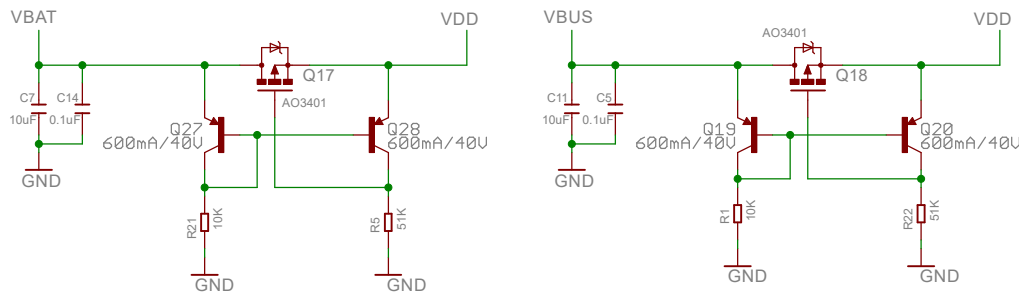 VBAT
VDD
C7
10uF
C14
0.1uF
Q17
AO3401
Q27
600mA/40V
Q28
600mA/40V
GND
R21
10K
R5
51K
GND
GND
VBUS
VDD
AO3401
C11
10uF
C5
0.1uF
Q18
Q19
600mA/40V
Q20
600mA/40V
GND
R1
10K
R22
51K
GND
GND